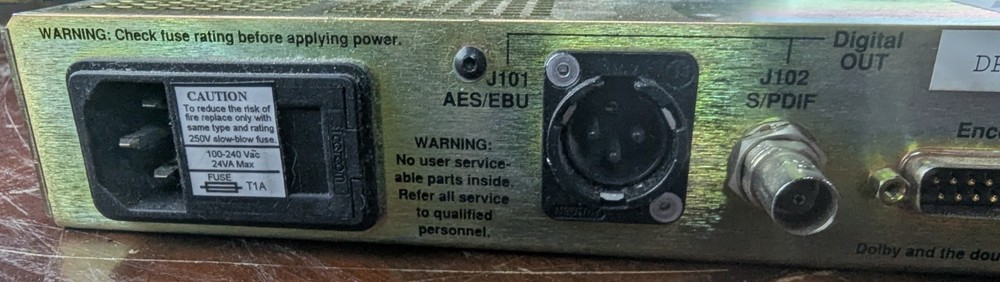 WARNING: Check fuse rating before applying power.
CAUTION
To reduce the risk of
fire replace only with
same type and rating
250V slow-blow fuse.
100-240 Vac
24VA Max
FUSE
T1A
J101
AES/EBU
WARNING:
No user service-
able parts inside.
Refer all service
to qualified
personnel.
Digital
OUT
J102
S/PDIF
Enc
Dolby and the dou